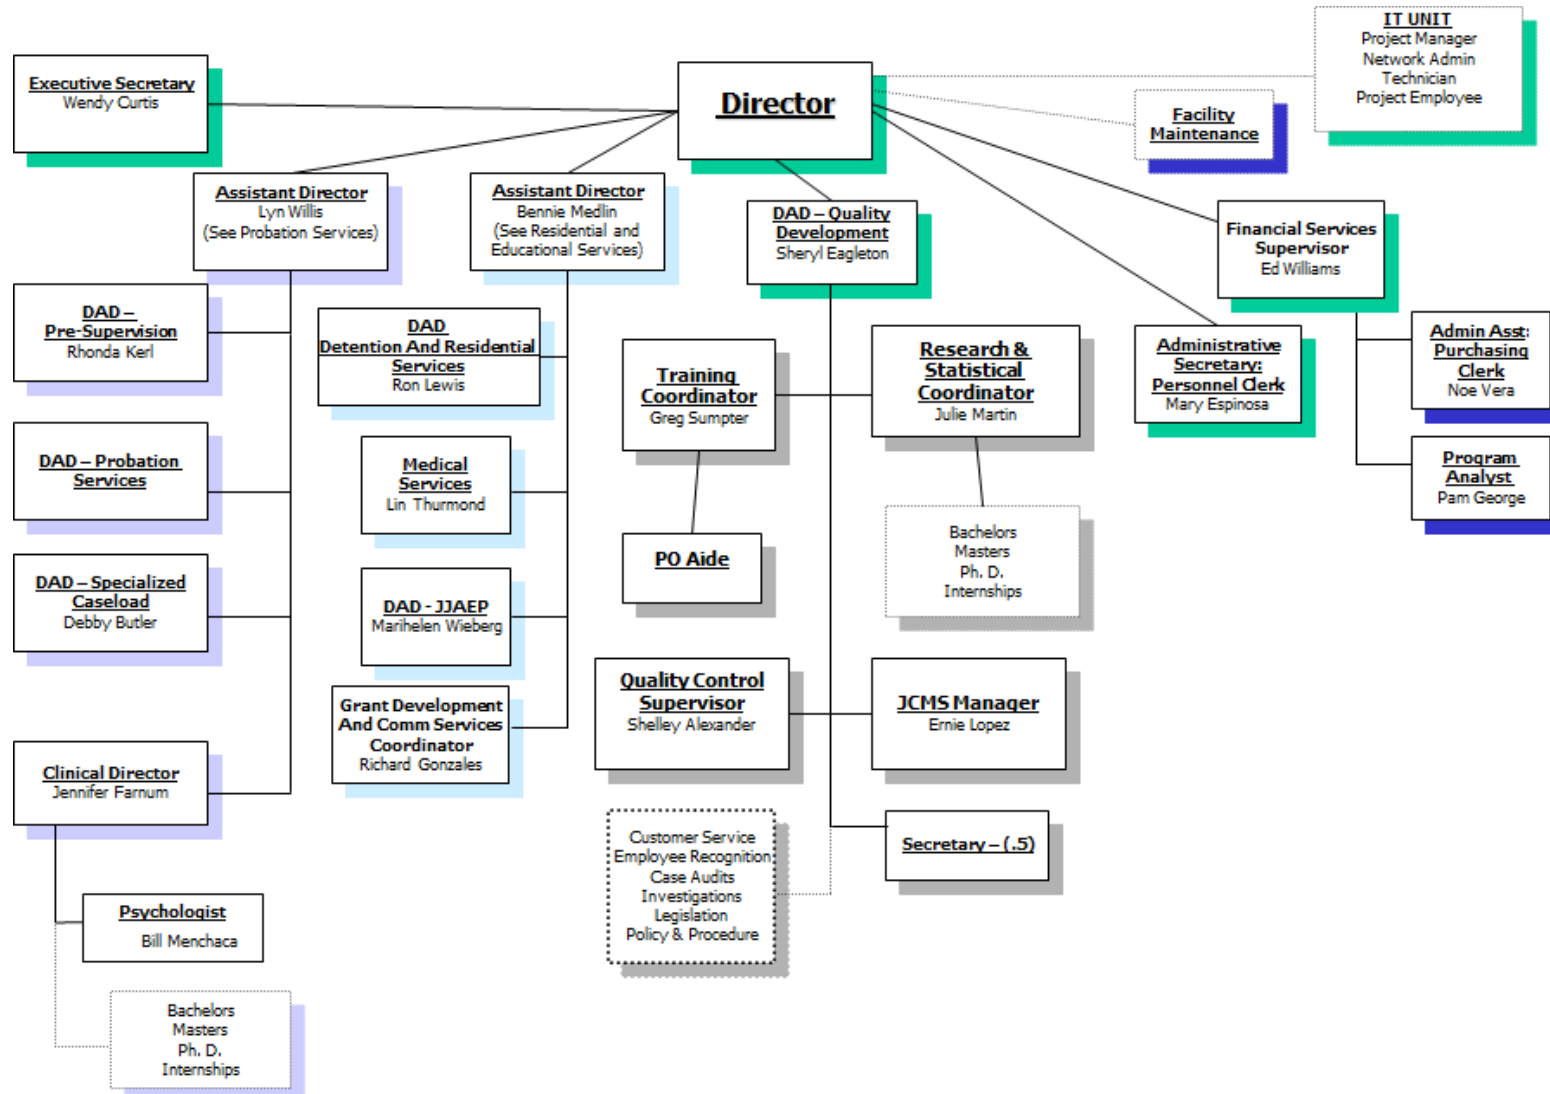 IT UNIT
Project Manager
Network Admin
Technician
Project Employee
Executive Secretary
Wendy Curtis
Director
Facility
Maintenance
Assistant Director
Lyn Willis
(See Probation Services)
Assistant Director
Bennie Medlin
(See Residential and
Educational Services)
DAD – Quality
Development
Sheryl Eagleton
Financial Services
Supervisor
Ed Williams
DAD –
Pre-Supervision
Rhonda Kerl
DAD
Detention And Residential
Services
Ron Lewis
Training
Coordinator
Greg Sumpter
Research &
Statistical
Coordinator
Julie Martin
Administrative
Secretary:
Personnel Clerk
Mary Espinosa
Admin Asst:
Purchasing
Clerk
Noe Vera
DAD – Probation
Services
Medical
Services
Lin Thurmond
Program
Analyst
Pam George
PO Aide
Bachelors
Masters
Ph. D.
Internships
DAD – Specialized
Caseload
Debby Butler
DAD - JJAEP
Marihelen Wieberg
Quality Control
Supervisor
Shelley Alexander
JCMS Manager
Ernie Lopez
Grant Development
And Comm Services
Coordinator
Richard Gonzales
Clinical Director
Jennifer Farnum
Customer Service
Employee Recognition
Case Audits
Investigations
Legislation
Policy & Procedure
Secretary – (.5)
Psychologist
Bill Menchaca
Bachelors
Masters
Ph. D.
Internships